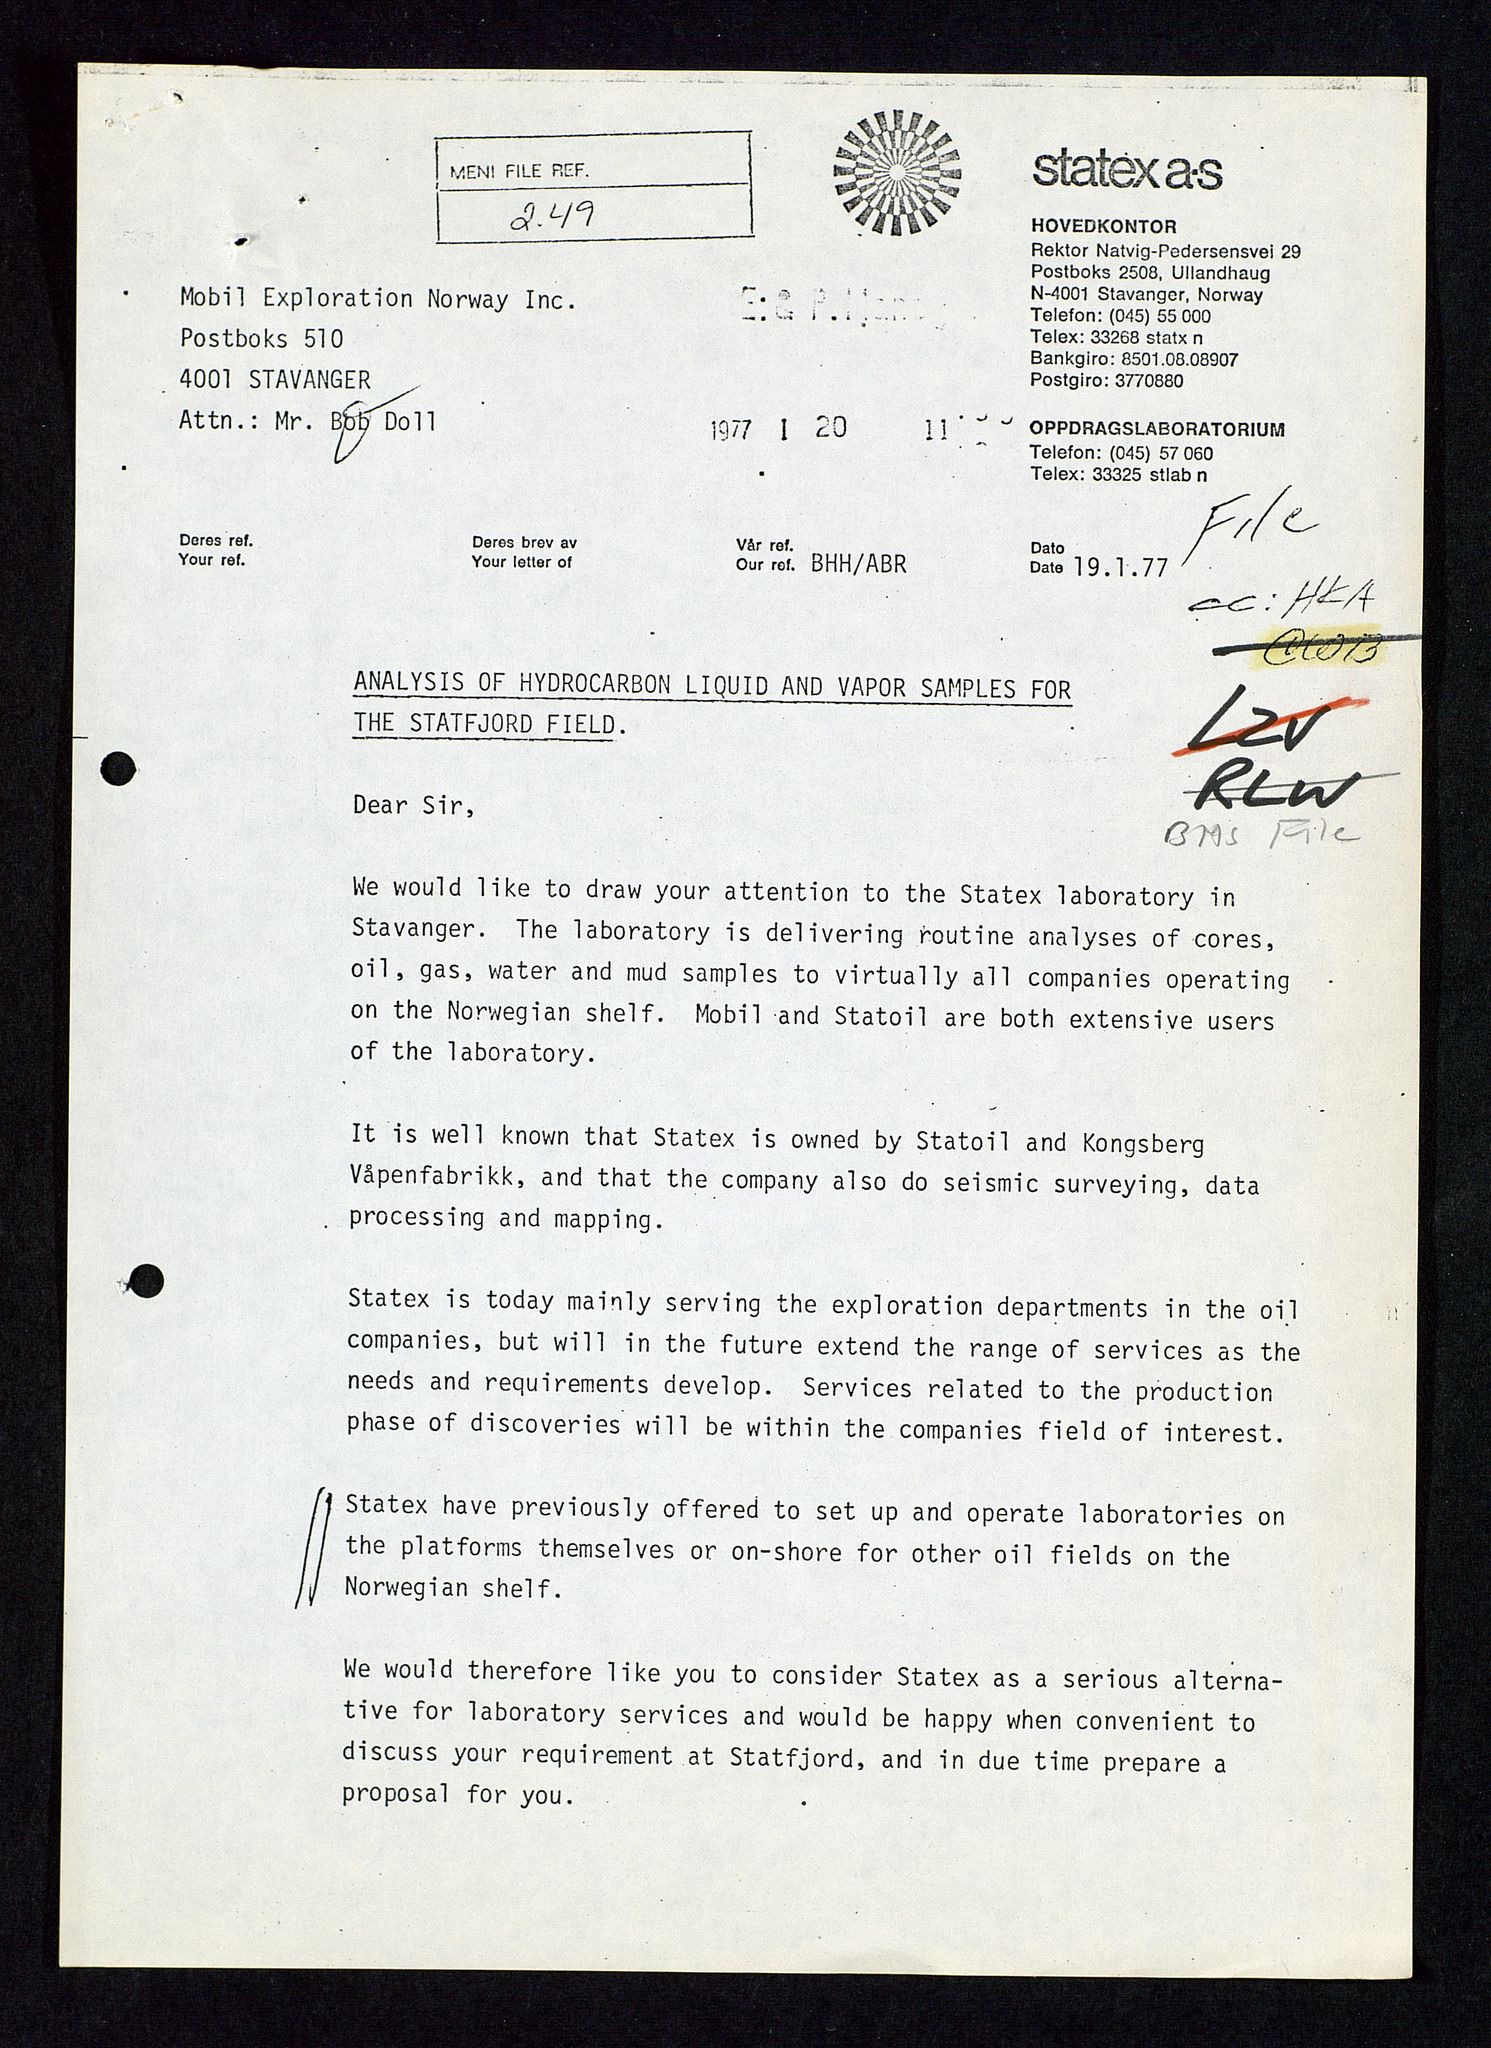 MENI FILE REF.
2.49
statex a·s
HOVEDKONTOR
Rektor Natvig-Pedersensvei 29
Postboks 2508, Ullandhaug
N-4001 Stavanger, Norway
Telefon: (045) 55 000
Telex: 33268 statx n
Bankgiro: 8501.08.08907
Postgiro: 3770880
OPPDRAGSLABORATORIUM
Telefon: (045) 57 060
Telex: 33325 stlab n
Mobil Exploration Norway Inc.
Postboks 510
4001 STAVANGER
Attn.: Mr. Bob Doll
1977 I 20 11
Deres ref.
Your ref.
Deres brev av
Your letter of
Vår ref.
Our ref. BHH/ABR
Dato
Date 19.1.77
File
cc: HKA
CWB
LZV
RLW
BMS File
ANALYSIS OF HYDROCARBON LIQUID AND VAPOR SAMPLES FOR
THE STATFJORD FIELD.
Dear Sir,
We would like to draw your attention to the Statex laboratory in
Stavanger. The laboratory is delivering routine analyses of cores,
oil, gas, water and mud samples to virtually all companies operating
on the Norwegian shelf. Mobil and Statoil are both extensive users
of the laboratory.
It is well known that Statex is owned by Statoil and Kongsberg
Våpenfabrikk, and that the company also do seismic surveying, data
processing and mapping.
Statex is today mainly serving the exploration departments in the oil
companies, but will in the future extend the range of services as the
needs and requirements develop. Services related to the production
phase of discoveries will be within the companies field of interest.
Statex have previously offered to set up and operate laboratories on
the platforms themselves or on-shore for other oil fields on the
Norwegian shelf.
We would therefore like you to consider Statex as a serious alterna-
tive for laboratory services and would be happy when convenient to
discuss your requirement at Statfjord, and in due time prepare a
proposal for you.